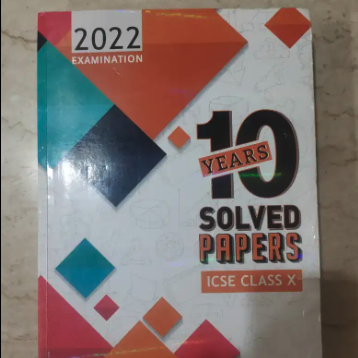 2022
EXAMINATION
10
YEARS
SOLVED
PAPERS
ICSE CLASS X